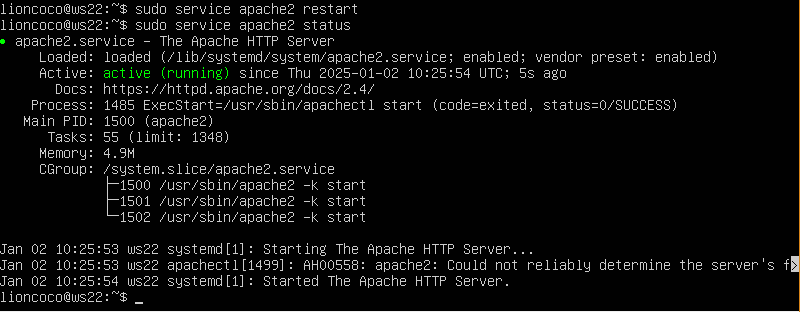 lioncoco@ws22:~$ sudo service apache2 restart
lioncoco@ws22:~$ sudo service apache2 status
● apache2.service – The Apache HTTP Server
     Loaded: loaded (/lib/systemd/system/apache2.service; enabled; vendor preset: enabled)
     Active: active (running) since Thu 2025-01-02 10:25:54 UTC; 5s ago
       Docs: https://httpd.apache.org/docs/2.4/
    Process: 1485 ExecStart=/usr/sbin/apachectl start (code=exited, status=0/SUCCESS)
   Main PID: 1500 (apache2)
      Tasks: 55 (limit: 1348)
     Memory: 4.9M
     CGroup: /system.slice/apache2.service
             ├─1500 /usr/sbin/apache2 -k start
             ├─1501 /usr/sbin/apache2 -k start
             └─1502 /usr/sbin/apache2 -k start

Jan 02 10:25:53 ws22 systemd[1]: Starting The Apache HTTP Server...
Jan 02 10:25:53 ws22 apachectl[1499]: AH00558: apache2: Could not reliably determine the server's f>
Jan 02 10:25:54 ws22 systemd[1]: Started The Apache HTTP Server.
lioncoco@ws22:~$ _